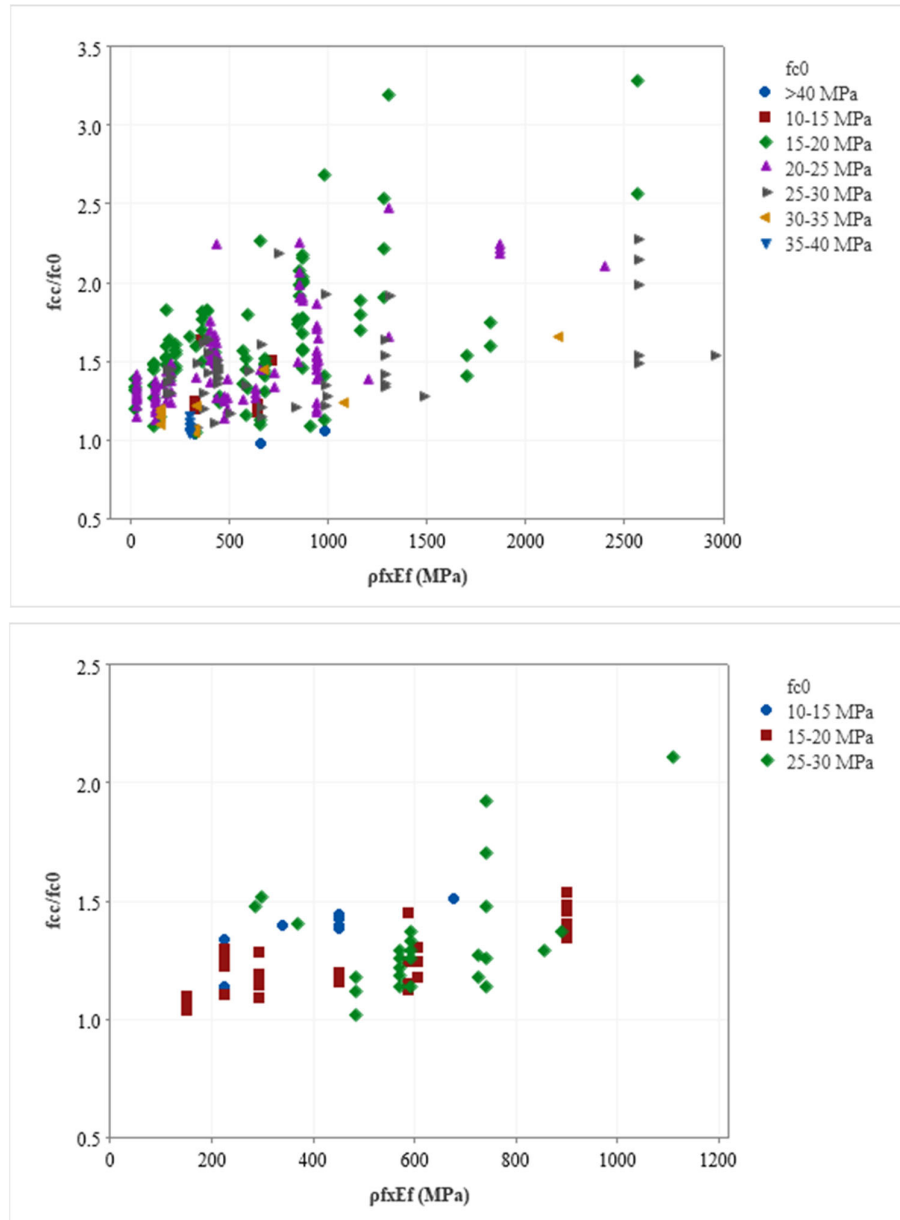 3.5
3.0
2.5
2.0
1.5
1.0
0.5
fcc/fc0
0
500
1000
1500
2000
2500
3000
ρfxEf (MPa)
fc0
>40 MPa
10-15 MPa
15-20 MPa
20-25 MPa
25-30 MPa
30-35 MPa
35-40 MPa
2.5
2.0
1.5
1.0
0.5
fcc/fc0
0
200
400
600
800
1000
1200
ρfxEf (MPa)
fc0
10-15 MPa
15-20 MPa
25-30 MPa